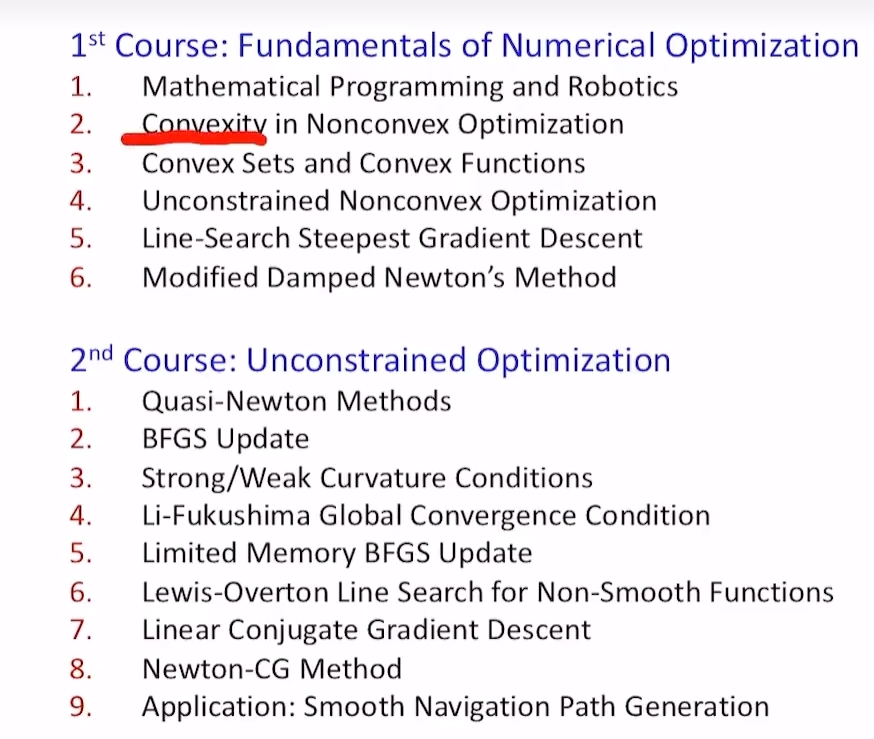 1st Course: Fundamentals of Numerical Optimization
1. Mathematical Programming and Robotics
2. Convexity in Nonconvex Optimization
3. Convex Sets and Convex Functions
4. Unconstrained Nonconvex Optimization
5. Line-Search Steepest Gradient Descent
6. Modified Damped Newton's Method
2nd Course: Unconstrained Optimization
1. Quasi-Newton Methods
2. BFGS Update
3. Strong/Weak Curvature Conditions
4. Li-Fukushima Global Convergence Condition
5. Limited Memory BFGS Update
6. Lewis-Overton Line Search for Non-Smooth Functions
7. Linear Conjugate Gradient Descent
8. Newton-CG Method
9. Application: Smooth Navigation Path Generation